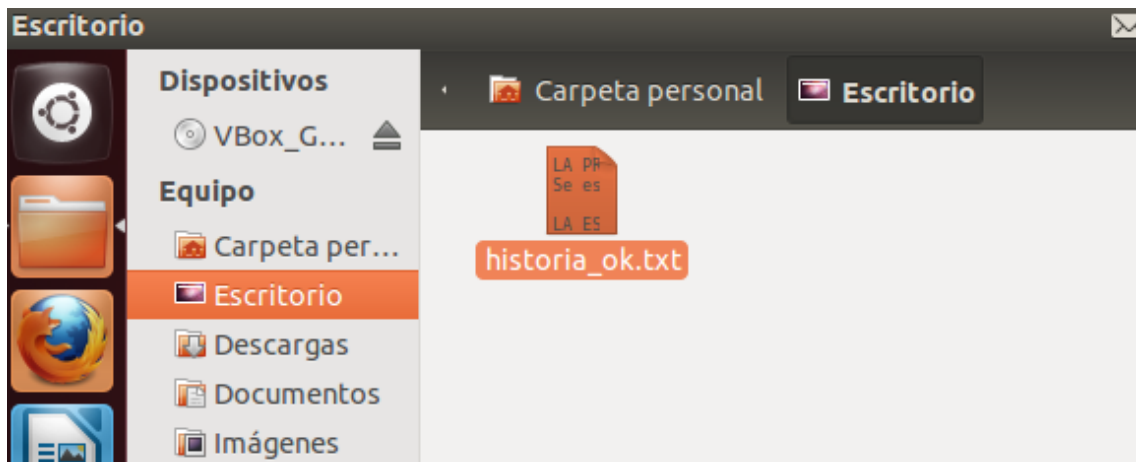 Escritorio
Dispositivos
VBox_G...
Equipo
Carpeta per...
Escritorio
Descargas
Documentos
Imágenes
Carpeta personal
Escritorio
LA PR
Se es
LA ES
historia_ok.txt